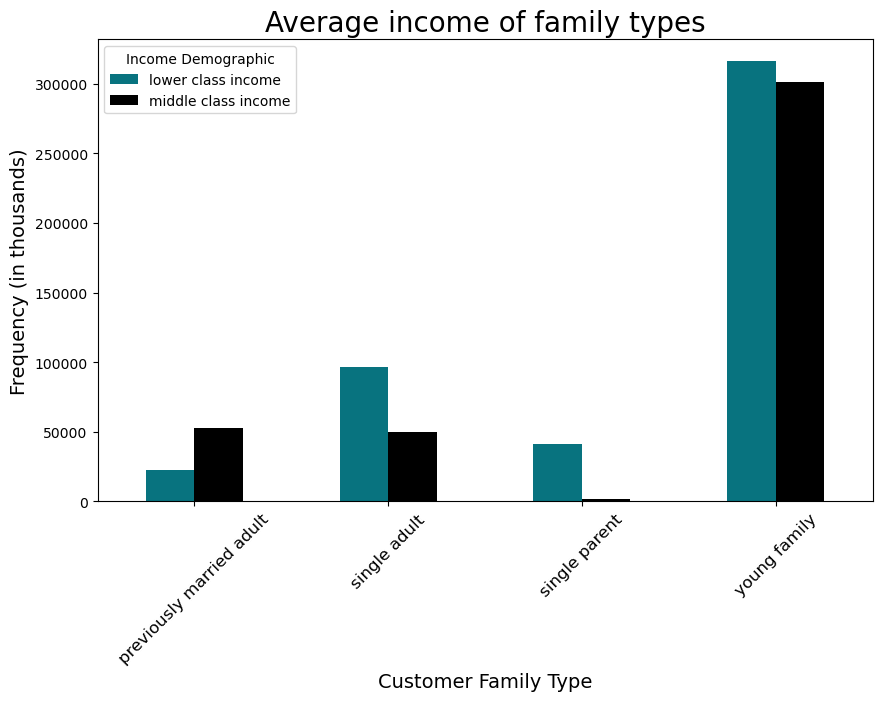 Average income of family types
Income Demographic
lower class income
middle class income
Frequency (in thousands)
300000
250000
200000
150000
100000
50000
0
previously married adult
single adult
single parent
young family
Customer Family Type